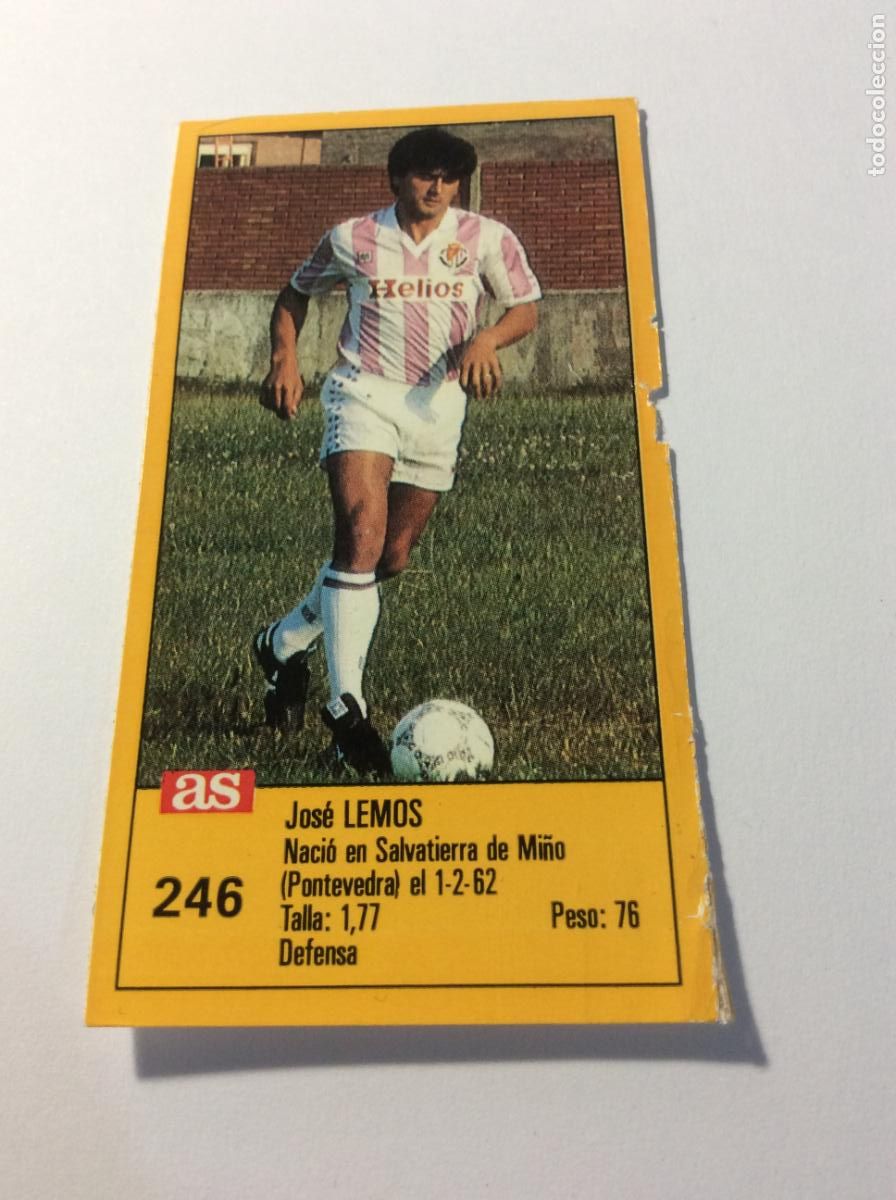 todocoleccion
Helios
as
José LEMOS
Nació en Salvatierra de Miño
246
(Pontevedra) el 1-2-62
Talla: 1,77
Peso: 76
Defensa